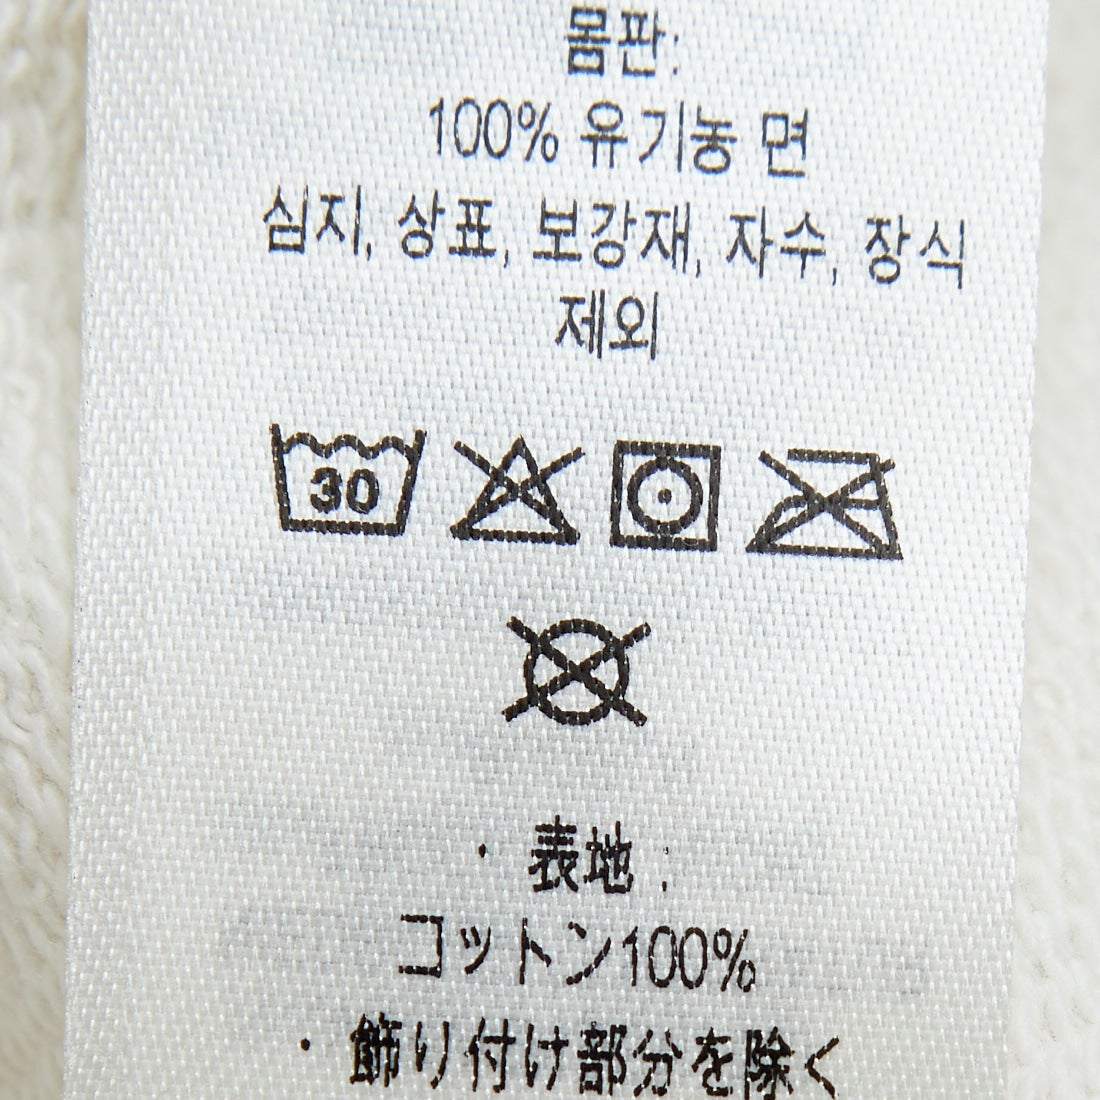 몸판:
100% 유기농 면
심지, 상표, 보강재, 자수, 장식
제외
30
・表地:
コットン100%
・飾り付け部分を除く